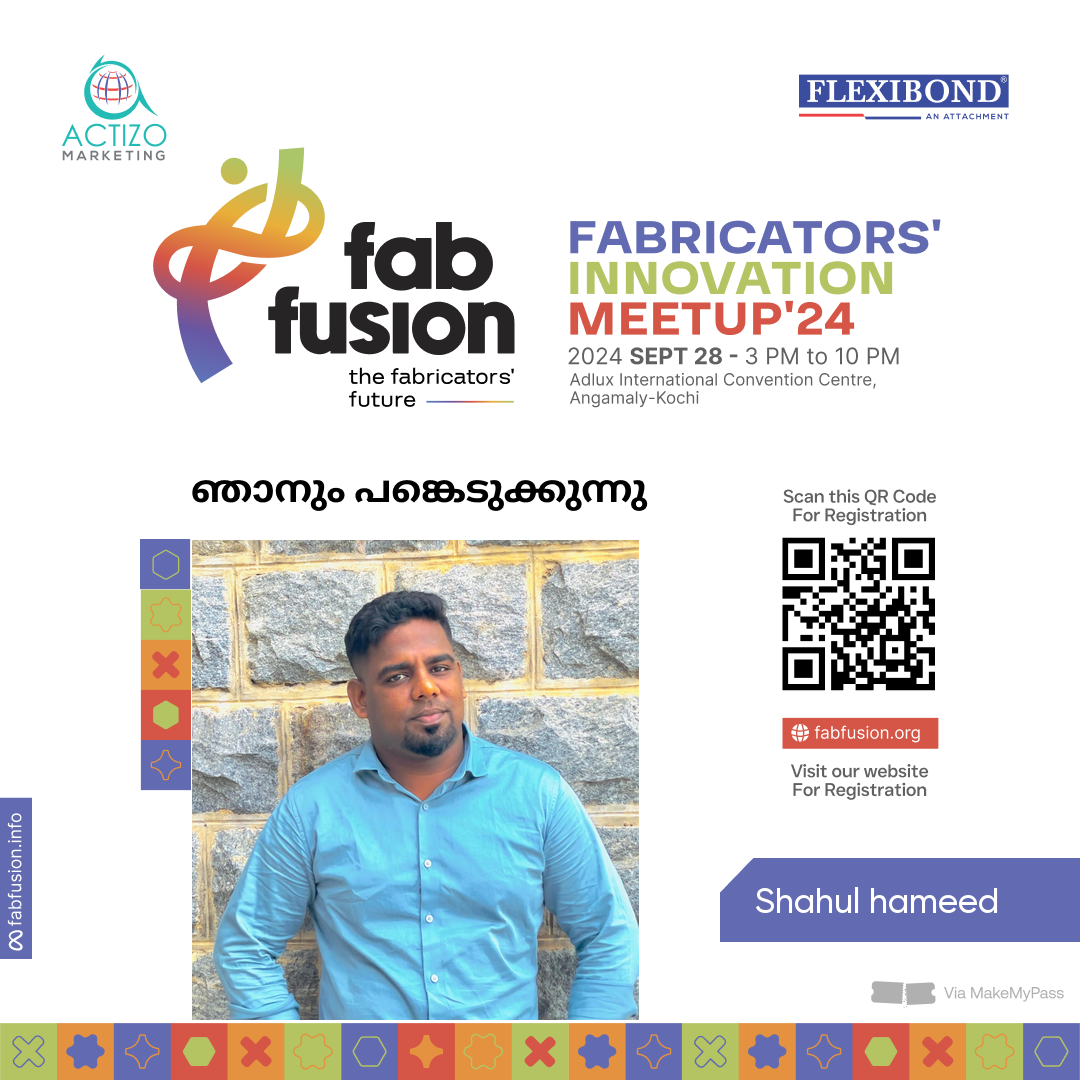 ACTIZO
MARKETING
FLEXIBOND®
AN ATTACHMENT
fab
fusion
the fabricators'
future
FABRICATORS'
INNOVATION
MEETUP'24
2024 SEPT 28 - 3 PM to 10 PM
Adlux International Convention Centre,
Angamaly-Kochi
ഞാനും പങ്കെടുക്കുന്നു
Scan this QR Code
For Registration
fabfusion.org
Visit our website
For Registration
fabfusion.info
Shahul hameed
Via MakeMyPass